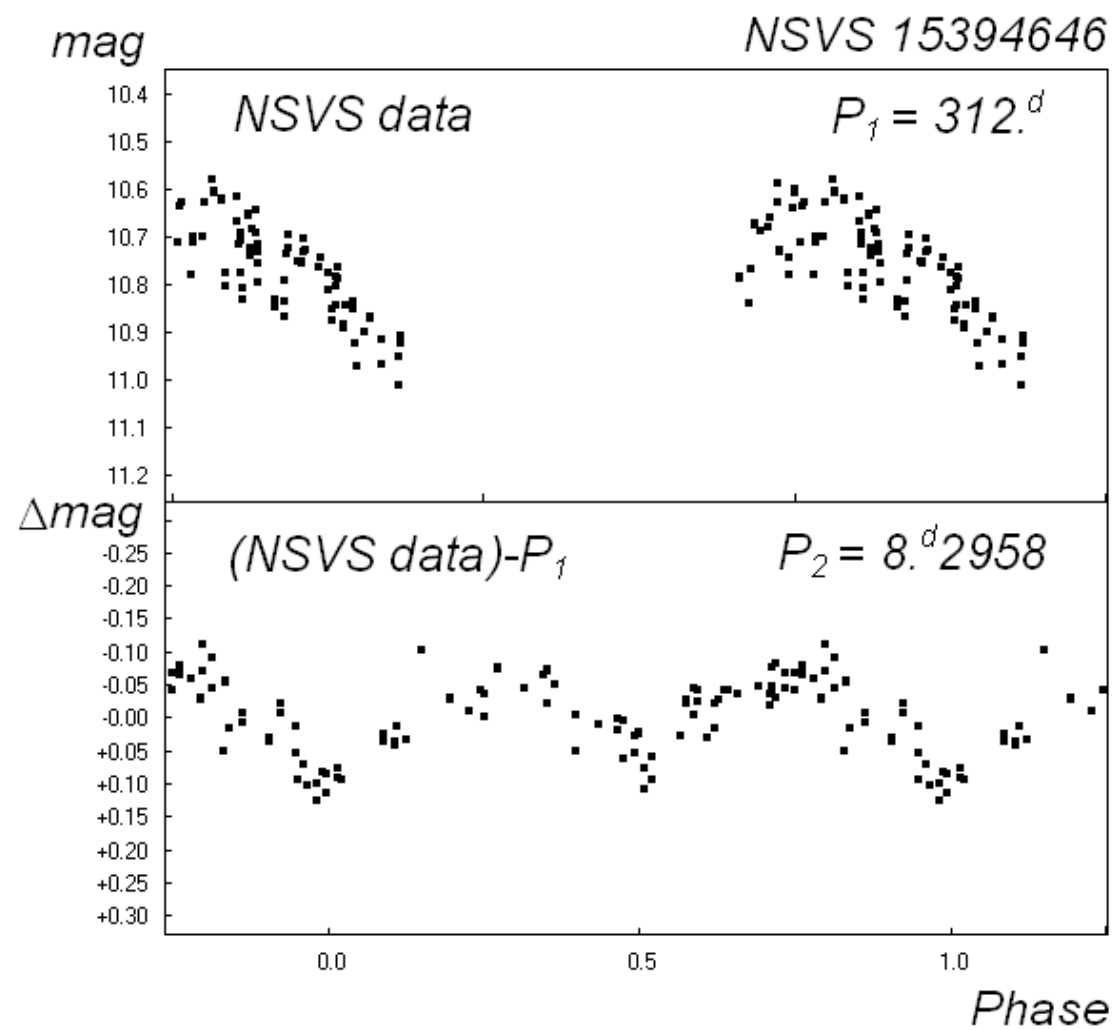 mag
NSVS 15394646
NSVS data
P1 = 312.d
10.4
10.5
10.6
10.7
10.8
10.9
11.0
11.1
11.2
Δmag
(NSVS data)-P1
P2 = 8.d2958
-0.25
-0.20
-0.15
-0.10
-0.05
-0.00
+0.05
+0.10
+0.15
+0.20
+0.25
+0.30
0.0 0.5 1.0
Phase